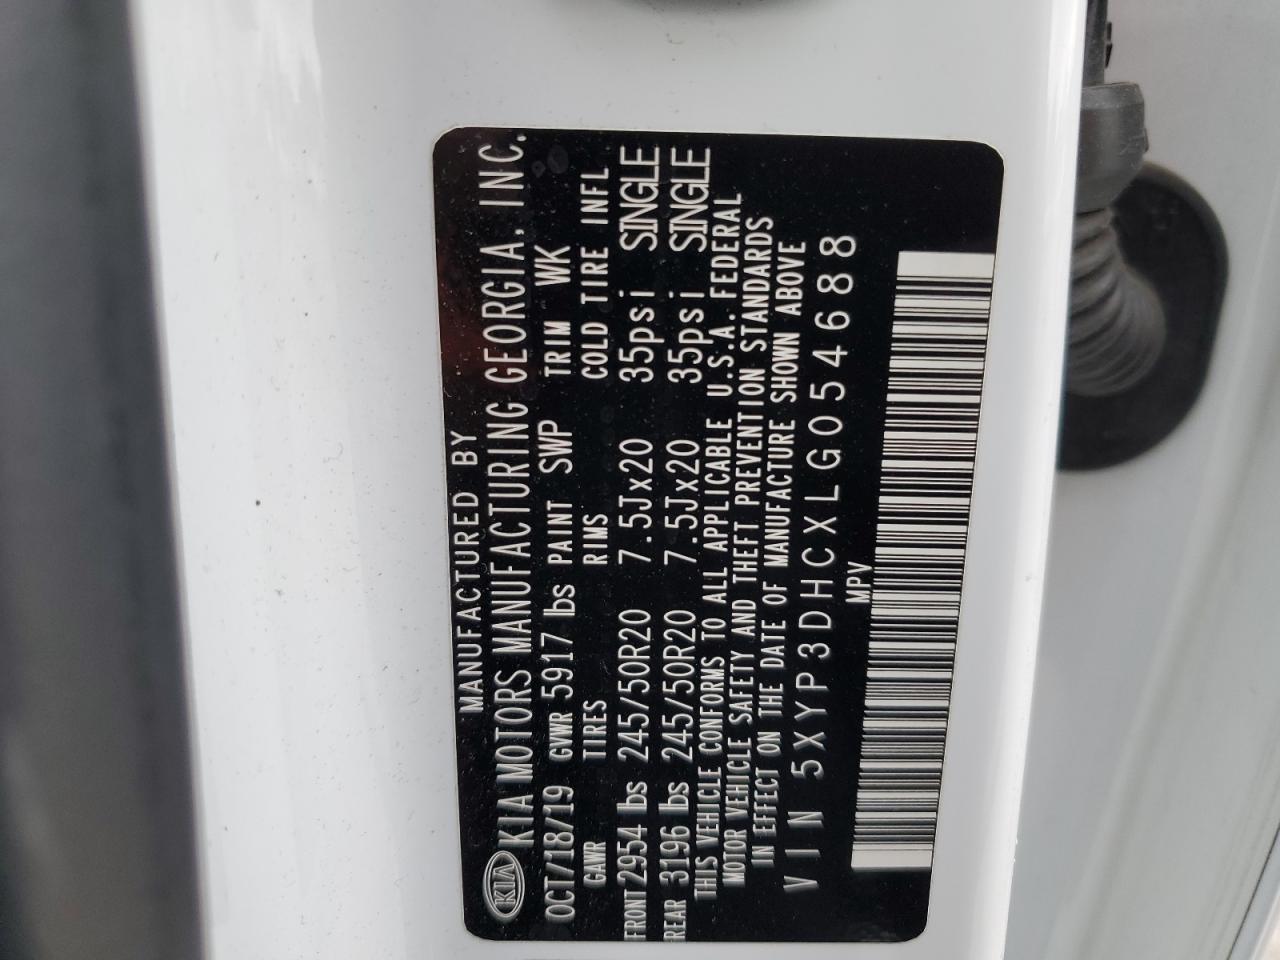 MANUFACTURED BY
KIA KIA MOTORS MANUFACTURING GEORGIA, INC.
OCT/18/19 GVWR 5917 lbs PAINT SWP TRIM WK
GAWR TIRES RIMS COLD TIRE INFL
FRONT 2954 lbs 245/50R20 7.5Jx20 35psi SINGLE
REAR 3196 lbs 245/50R20 7.5Jx20 35psi SINGLE
THIS VEHICLE CONFORMS TO ALL APPLICABLE U.S.A. FEDERAL
MOTOR VEHICLE SAFETY AND THEFT PREVENTION STANDARDS
IN EFFECT ON THE DATE OF MANUFACTURE SHOWN ABOVE
VIN 5XYP3DHCXLG054688
MPV